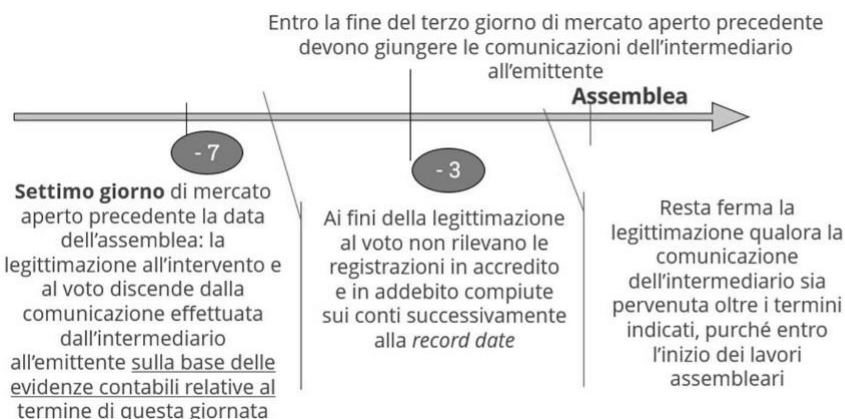 Entro la fine del terzo giorno di mercato aperto precedente
devono giungere le comunicazioni dell'intermediario
all'emittente
Assemblea
- 7
- 3
Settimo giorno di mercato
aperto precedente la data
dell'assemblea: la
legittimazione all'intervento e
al voto discende dalla
comunicazione effettuata
dall'intermediario
all'emittente sulla base delle
evidenze contabili relative al
termine di questa giornata
Ai fini della legittimazione
al voto non rilevano le
registrazioni in accredito
e in addebito compiute
sui conti successivamente
alla record date
Resta ferma la
legittimazione qualora la
comunicazione
dell'intermediario sia
pervenuta oltre i termini
indicati, purché entro
l'inizio dei lavori
assembleari